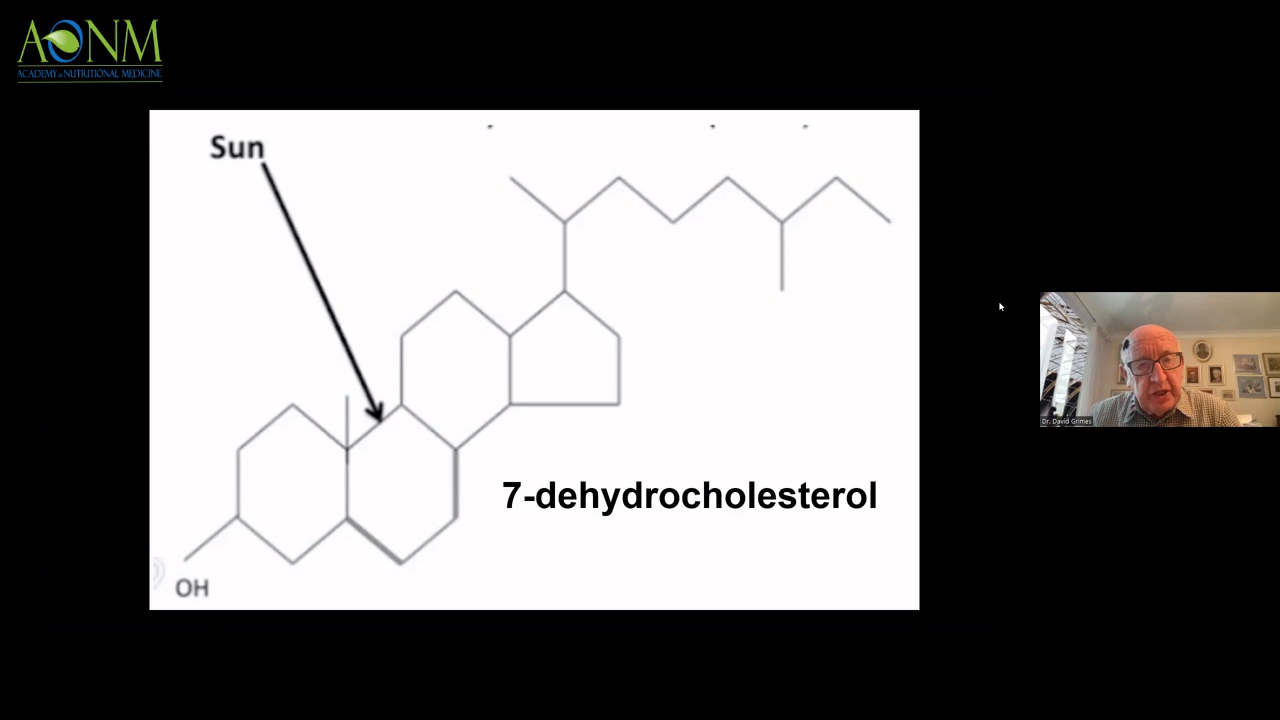 AONM
ACADEMY of NUTRITIONAL MEDICINE
Sun
7-dehydrocholesterol
OH
Dr. David Grimes